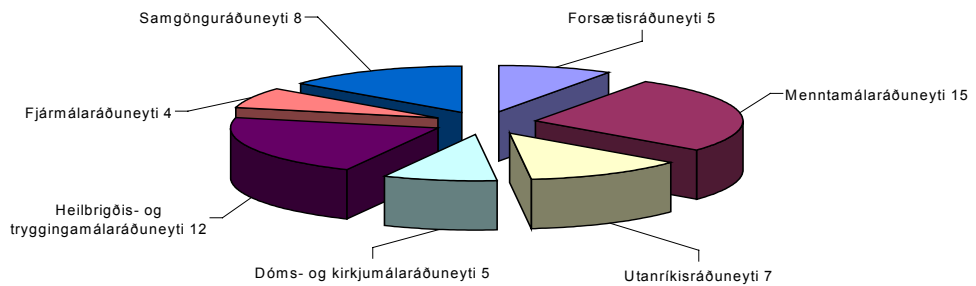 Samgönguráðuneyti 8
Forsætisráðuneyti 5
Menntamálaráðuneyti 15
Fjármálaráðuneyti 4
Heilbrigðis- og
tryggingamálaráðuneyti 12
Dóms- og kirkjumálaráðuneyti 5
Utanríkisráðuneyti 7